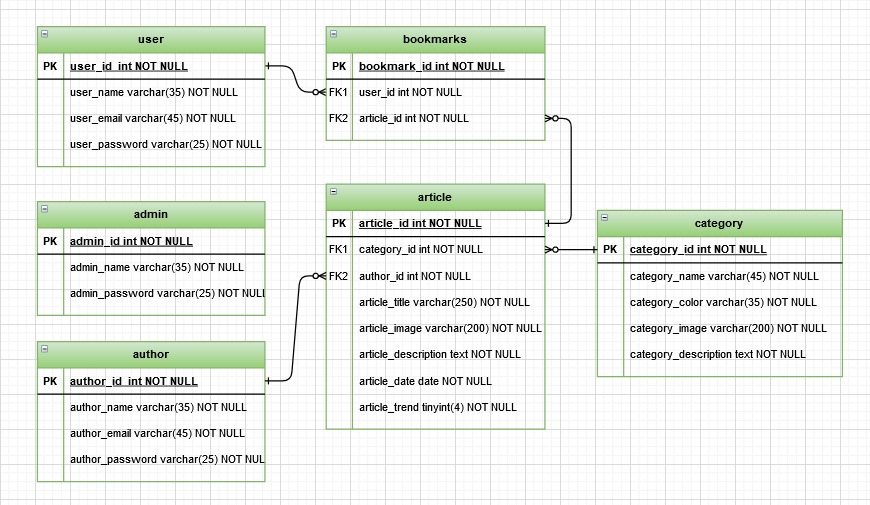 user
PK user_id int NOT NULL
user_name varchar(35) NOT NULL
user_email varchar(45) NOT NULL
user_password varchar(25) NOT NULL
bookmarks
PK bookmark_id int NOT NULL
FK1 user_id int NOT NULL
FK2 article_id int NOT NULL
admin
PK admin_id int NOT NULL
admin_name varchar(35) NOT NULL
admin_password varchar(25) NOT NULL
article
PK article_id int NOT NULL
FK1 category_id int NOT NULL
FK2 author_id int NOT NULL
article_title varchar(250) NOT NULL
article_image varchar(200) NOT NULL
article_description text NOT NULL
article_date date NOT NULL
article_trend tinyint(4) NOT NULL
category
PK category_id int NOT NULL
category_name varchar(45) NOT NULL
category_color varchar(35) NOT NULL
category_image varchar(200) NOT NULL
category_description text NOT NULL
author
PK author_id int NOT NULL
author_name varchar(35) NOT NULL
author_email varchar(45) NOT NULL
author_password varchar(25) NOT NUL